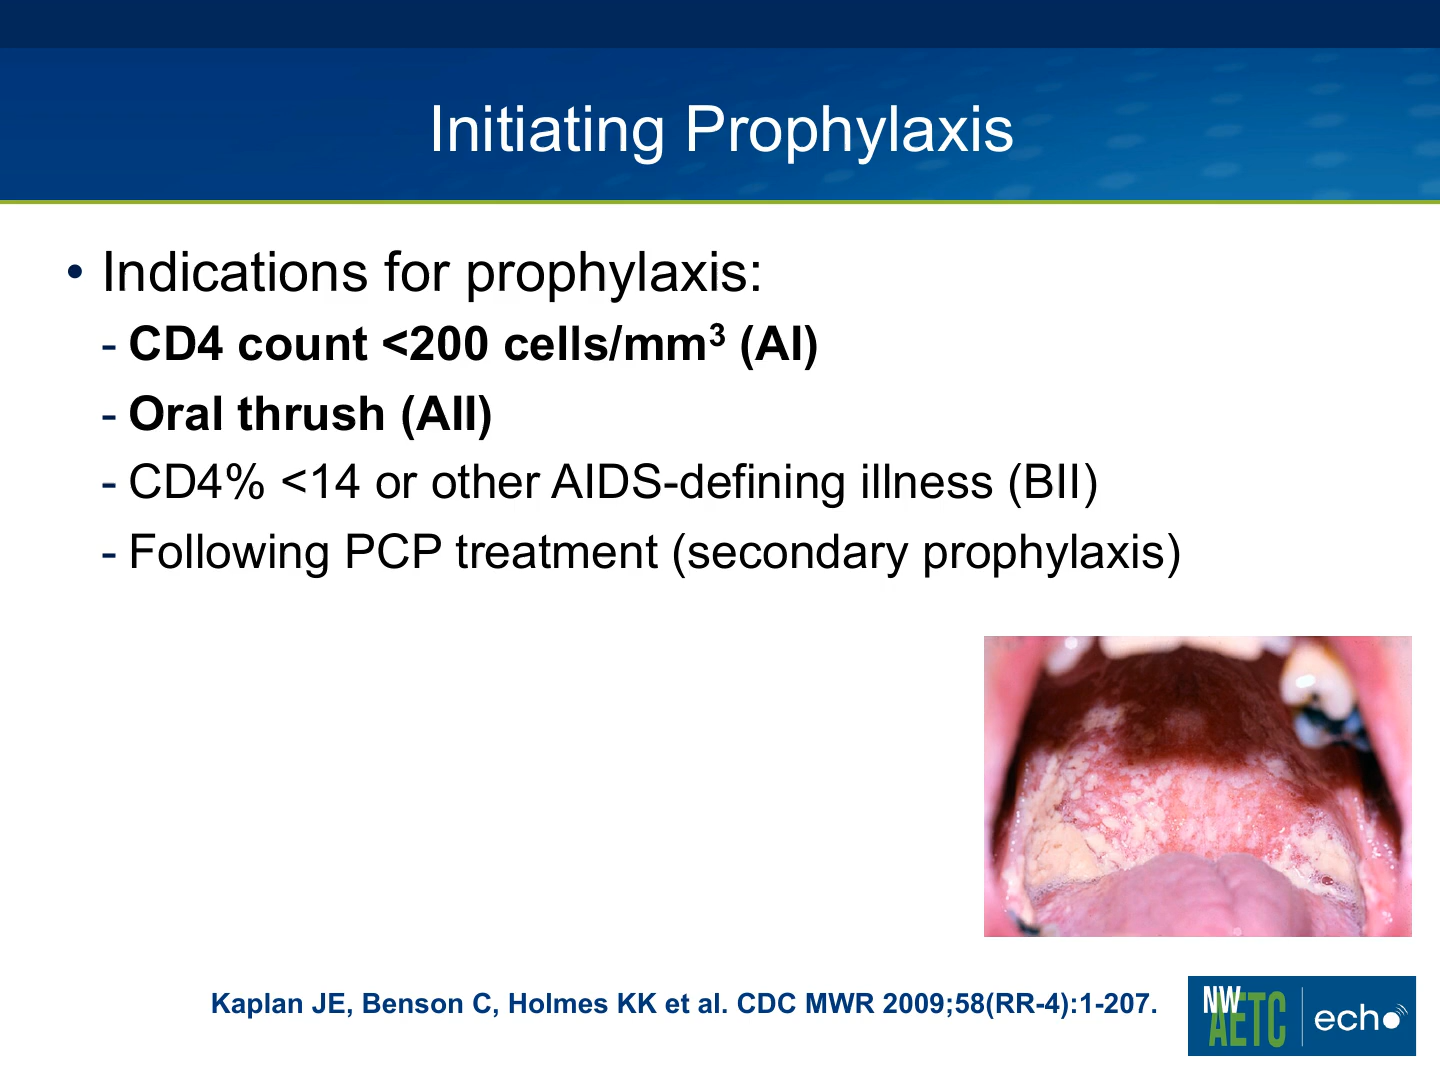 Initiating Prophylaxis
• Indications for prophylaxis:
- CD4 count <200 cells/mm³ (AI)
- Oral thrush (AII)
- CD4% <14 or other AIDS-defining illness (BII)
- Following PCP treatment (secondary prophylaxis)
Kaplan JE, Benson C, Holmes KK et al. CDC MWR 2009;58(RR-4):1-207.
NW
AETC
echo